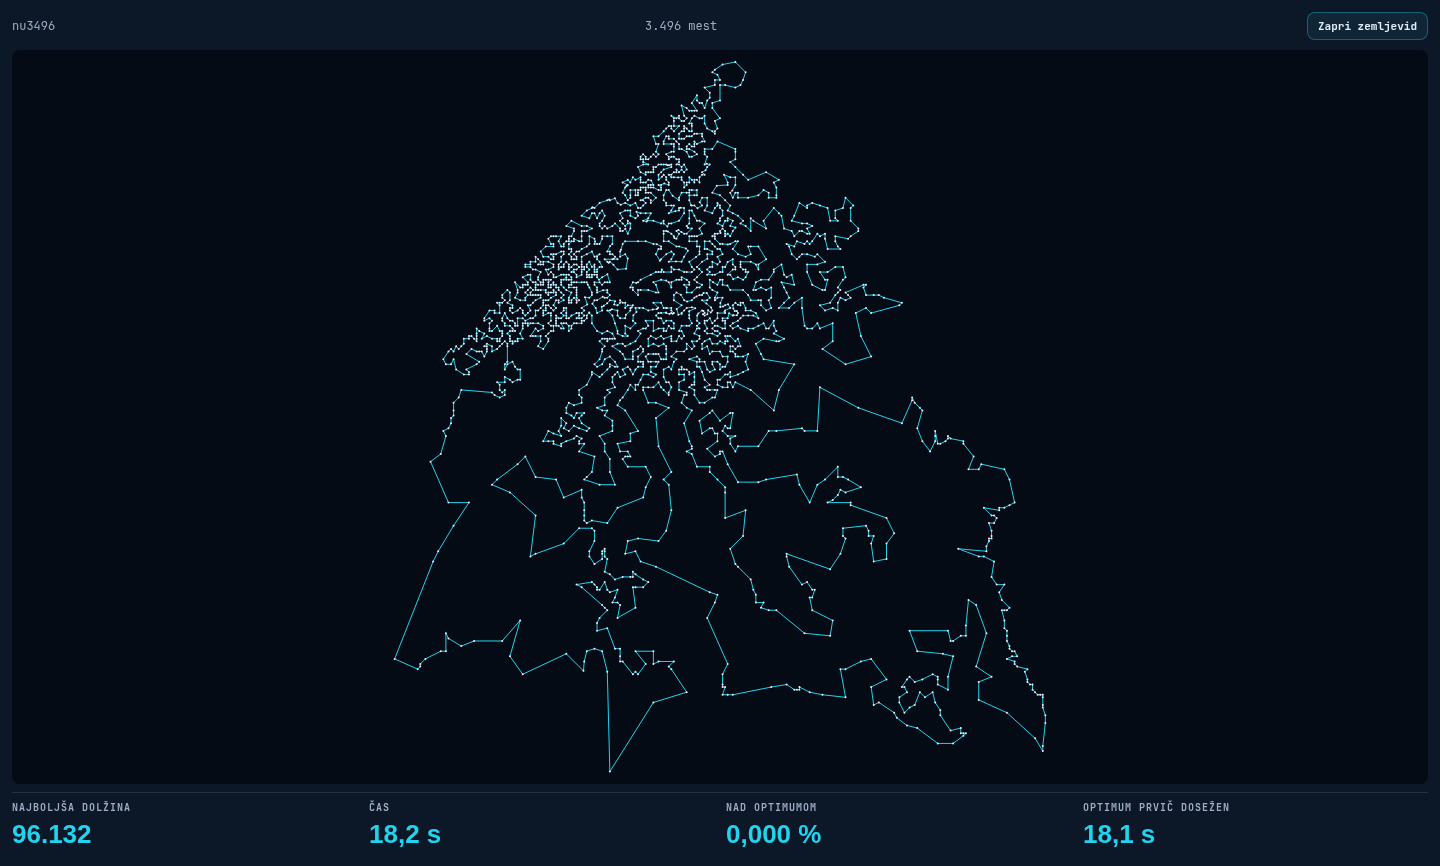 nu3496
3.496 mest
Zapri zemljevid
NAJBOLJŠA DOLŽINA
ČAS
NAD OPTIMUMOM
OPTIMUM PRVIČ DOSEŽEN
96.132
18,2 s
0,000 %
18,1 s